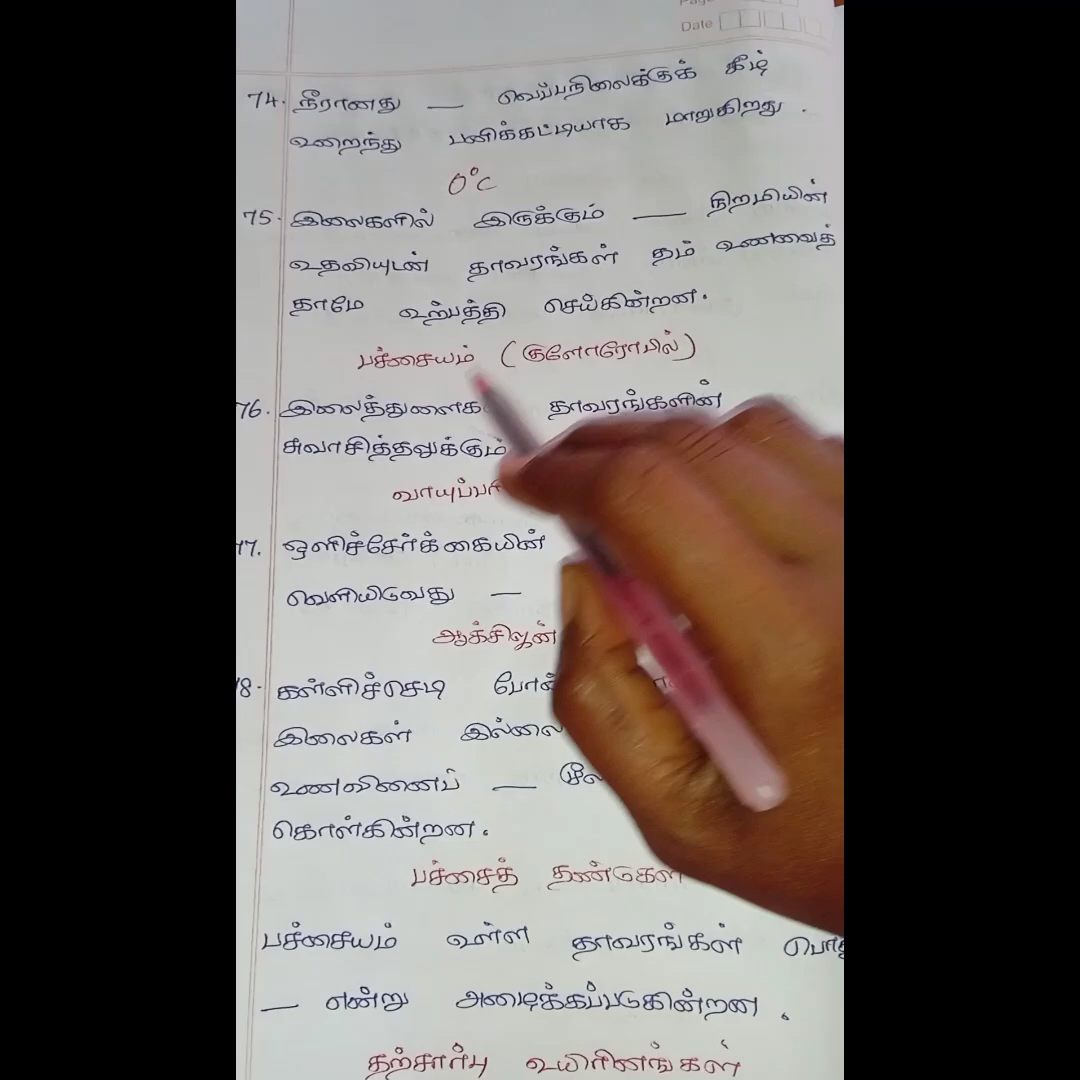 Date
74. நீரானது — வெப்பநிலைக்குக் கீழ்
உறைந்து பனிக்கட்டியாக மாறுகிறது.
0°C
75. இலைகளில் இருக்கும் — நிறமியின்
உதவியுடன் தாவரங்கள் தம் உணவைத்
தாமே உற்பத்தி செய்கின்றன.
பச்சையம் (குளோரோபில்)
76. இலைத்துளைக தாவரங்களின்
சுவாசித்தலுக்கும்
வாயுப்பரி
77. ஒளிச்சேர்க்கையின்
வெளியிடுவது —
ஆக்சிஜன்
78. கள்ளிச்செடி
இலைகள் இல்லை
உணவினைப் —
கொள்கின்றன.
பச்சைத் தண்டுகள்
பச்சையம் உள்ள தாவரங்கள்
— என்று அழைக்கப்படுகின்றன.
தற்சார்பு உயிரினங்கள்